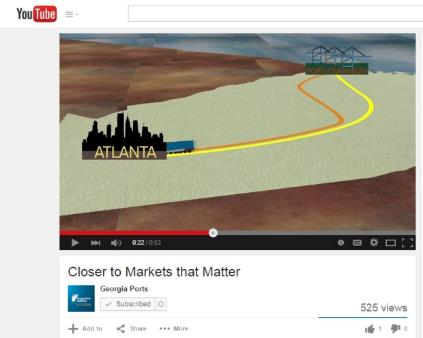 YouTube
ATLANTA
0:22 / 0:53
Closer to Markets that Matter
Georgia Ports
Subscribed
525 views
Add to
Share
More
1
0